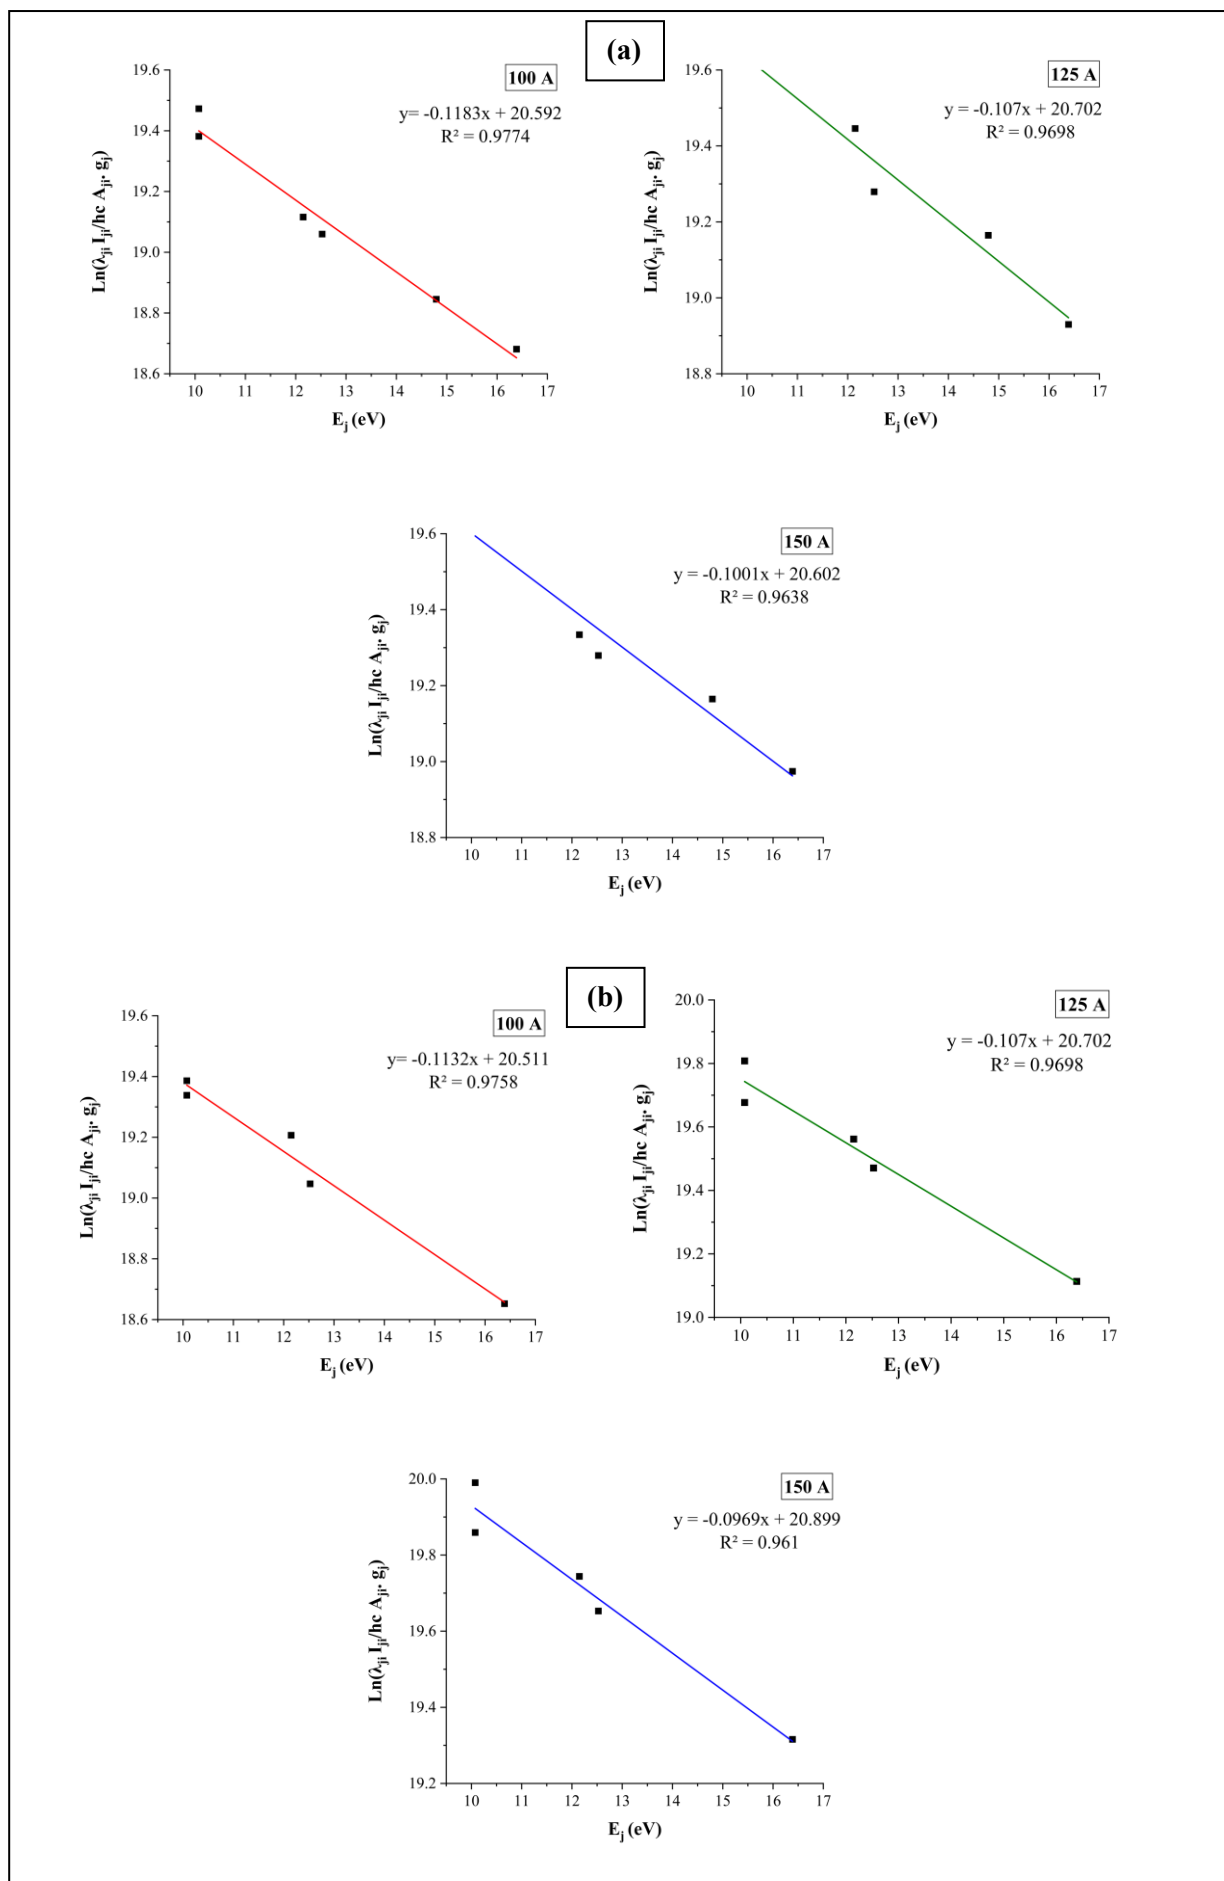 (a)
100 A
y= -0.1183x + 20.592
R² = 0.9774
19.6
19.4
19.2
19.0
18.8
18.6
Ln(λji Iji/hc Aji. gj)
10 11 12 13 14 15 16 17
Ej (eV)
125 A
y = -0.107x + 20.702
R² = 0.9698
19.6
19.4
19.2
19.0
18.8
Ln(λji Iji/hc Aji. gj)
10 11 12 13 14 15 16 17
Ej (eV)
150 A
y = -0.1001x + 20.602
R² = 0.9638
19.6
19.4
19.2
19.0
18.8
Ln(λji Iji/hc Aji. gj)
10 11 12 13 14 15 16 17
Ej (eV)
(b)
100 A
y= -0.1132x + 20.511
R² = 0.9758
19.6
19.4
19.2
19.0
18.8
18.6
Ln(λji Iji/hc Aji. gj)
10 11 12 13 14 15 16 17
Ej (eV)
125 A
y = -0.107x + 20.702
R² = 0.9698
20.0
19.8
19.6
19.4
19.2
19.0
Ln(λji Iji/hc Aji. gj)
10 11 12 13 14 15 16 17
Ej (eV)
150 A
y = -0.0969x + 20.899
R² = 0.961
20.0
19.8
19.6
19.4
19.2
Ln(λji Iji/hc Aji. gj)
10 11 12 13 14 15 16 17
Ej (eV)